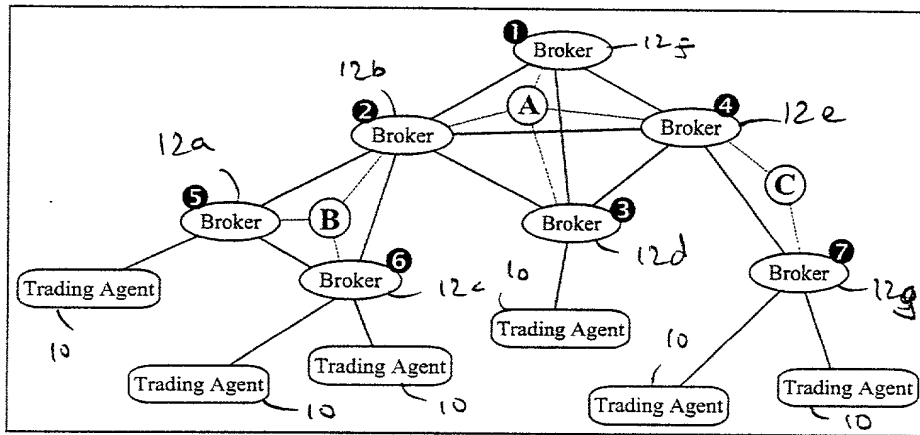 1
Broker
12f
12b
2
Broker
A
4
Broker
12e
12a
5
Broker
B
C
3
Broker
12d
6
Broker
12c
7
Broker
12g
Trading Agent
10
Trading Agent
10
Trading Agent
10
10
Trading Agent
10
Trading Agent
Trading Agent
10